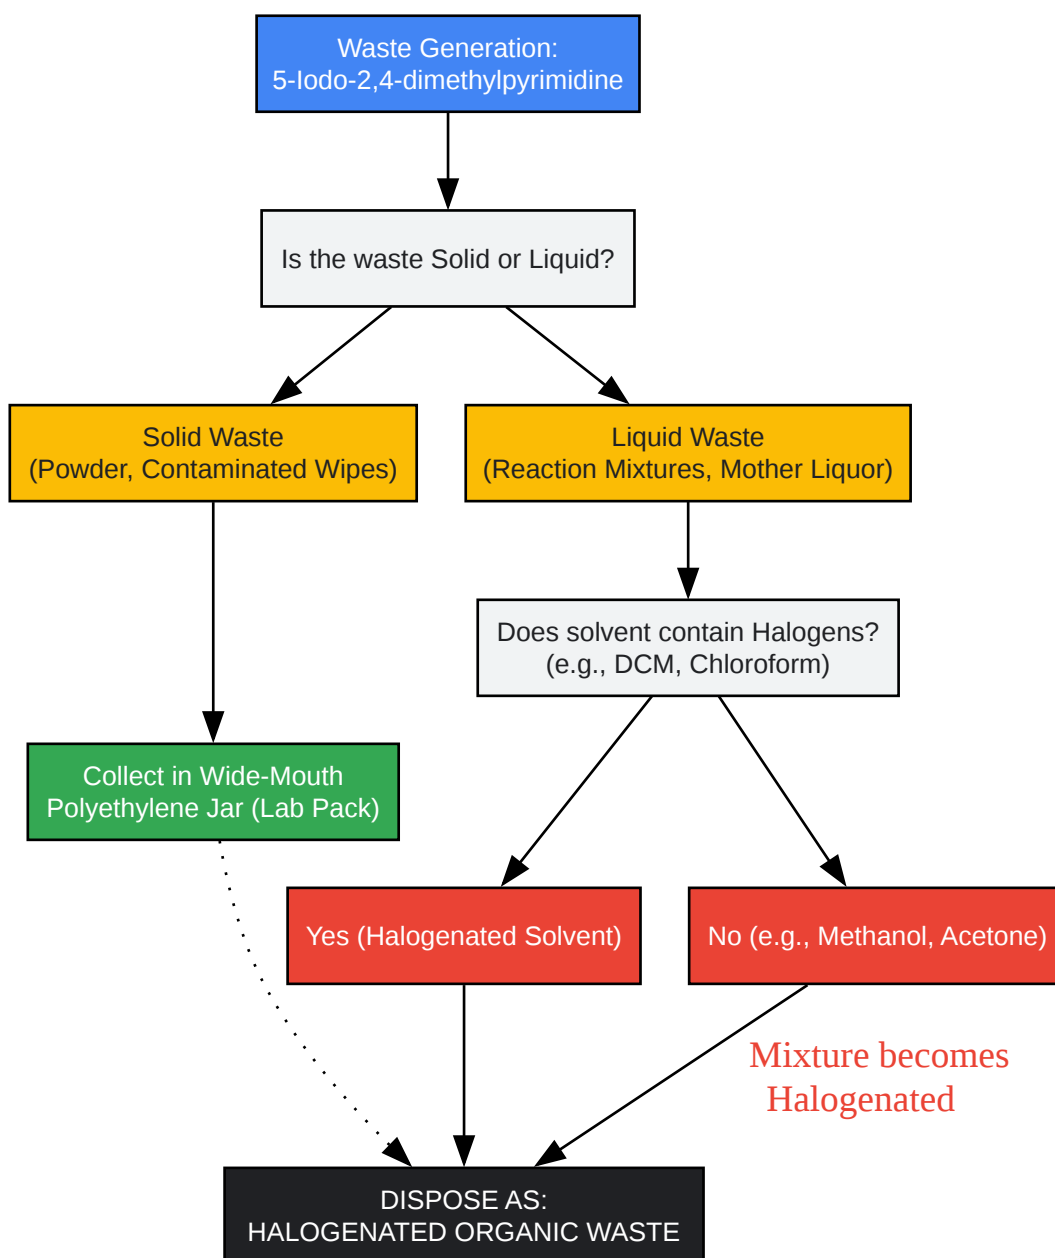 Waste Generation:
5-Iodo-2,4-dimethylpyrimidine
Is the waste Solid or Liquid?
Solid Waste
(Powder, Contaminated Wipes)
Liquid Waste
(Reaction Mixtures, Mother Liquor)
Does solvent contain Halogens?
(e.g., DCM, Chloroform)
Collect in Wide-Mouth
Polyethylene Jar (Lab Pack)
Yes (Halogenated Solvent)
No (e.g., Methanol, Acetone)
Mixture becomes
Halogenated
DISPOSE AS:
HALOGENATED ORGANIC WASTE